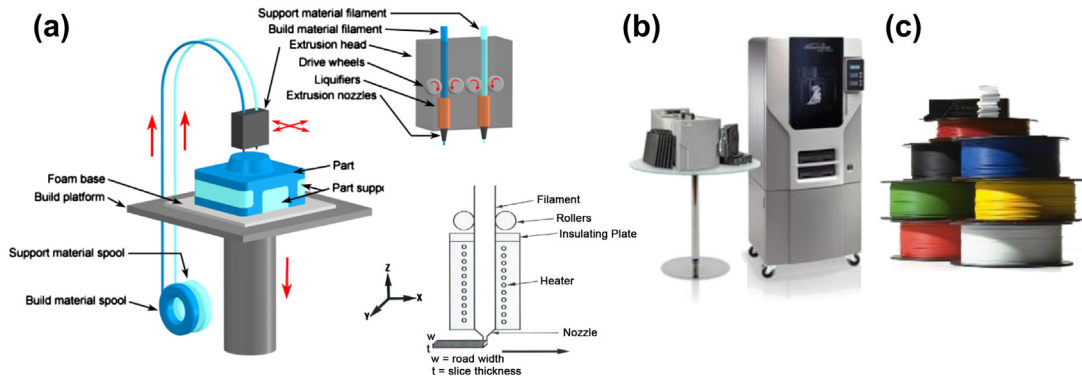 (a)
Support material filament
Build material filament
Extrusion head
Drive wheels
Liquifiers
Extrusion nozzles
Part
Part suppo
Foam base
Build platform
Support material spool
Build material spool
Filament
Rollers
Insulating Plate
Heater
Nozzle
Z
X
Y
w
t
w = road width
t = slice thickness
(b)
(c)